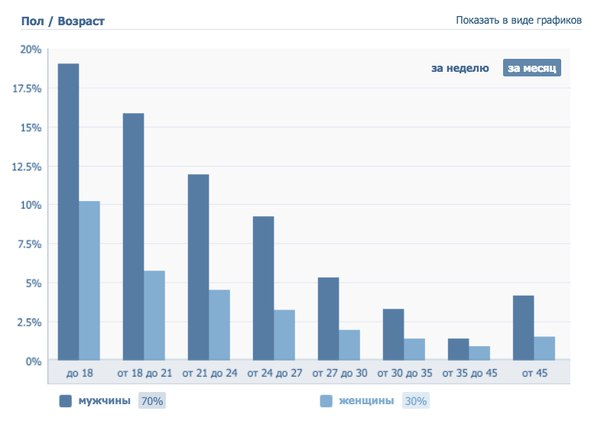 Пол / Возраст Показать в виде графиков
за неделю за месяц
20%
17.5%
15%
12.5%
10%
7.5%
5%
2.5%
0%
до 18 от 18 до 21 от 21 до 24 от 24 до 27 от 27 до 30 от 30 до 35 от 35 до 45 от 45
мужчины 70% женщины 30%